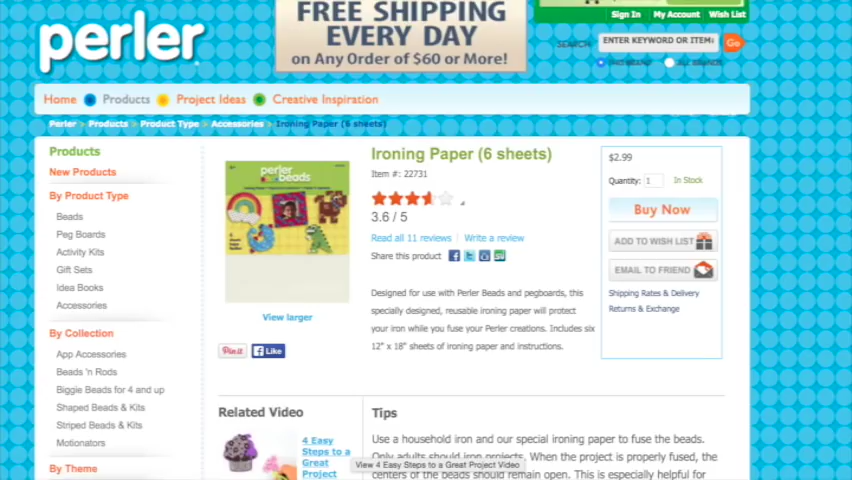 FREE SHIPPING
EVERY DAY
on Any Order of $60 or More!
Sign In My Account Wish List
perler
SEARCH ENTER KEYWORD OR ITEM: Go
THIS BRAND ALL BRANDS
Home Products Project Ideas Creative Inspiration
Perler > Products > Product Type > Accessories > Ironing Paper (6 sheets)
Products
New Products
By Product Type
Beads
Peg Boards
Activity Kits
Gift Sets
Idea Books
Accessories
By Collection
App Accessories
Beads 'n Rods
Biggie Beads for 4 and up
Shaped Beads & Kits
Striped Beads & Kits
Motionators
By Theme
perler
beads
View larger
Pin it Like
Ironing Paper (6 sheets)
Item #: 22731
3.6 / 5
Read all 11 reviews | Write a review
Share this product
Designed for use with Perler Beads and pegboards, this
specially designed, reusable ironing paper will protect
your iron while you fuse your Perler creations. Includes six
12" x 18" sheets of ironing paper and instructions.
$2.99
Quantity: 1 In Stock
Buy Now
ADD TO WISH LIST
EMAIL TO FRIEND
Shipping Rates & Delivery
Returns & Exchange
Related Video
4 Easy
Steps to a
Great
Project
Tips
Use a household iron and our special ironing paper to fuse the beads.
Only adults should iron projects. When the project is properly fused, the
View 4 Easy Steps to a Great Project Video
centers of the beads should remain open. This is especially helpful for